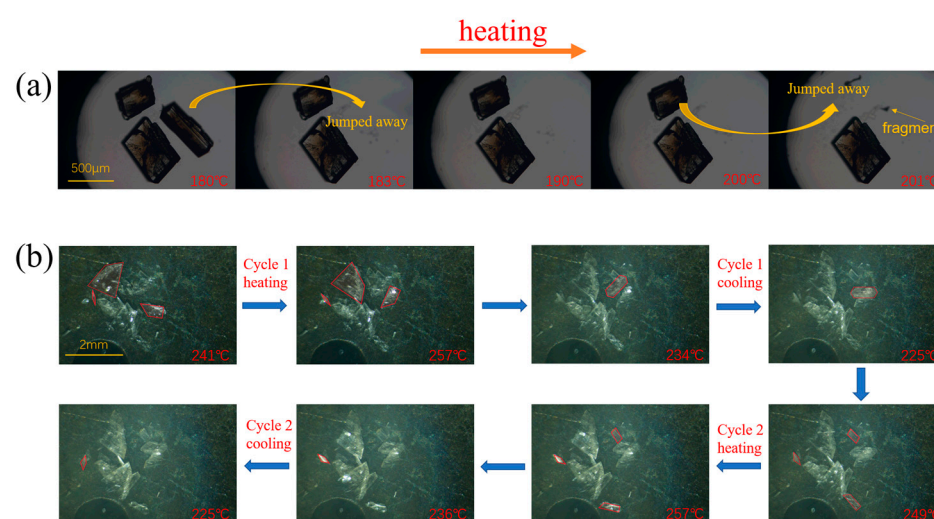 heating
(a)
Jumped away
Jumped away
fragmen
500μm
180℃
183℃
190℃
200℃
201℃
(b)
Cycle 1
heating
Cycle 1
cooling
2mm
241℃
257℃
234℃
225℃
Cycle 2
cooling
Cycle 2
heating
225℃
236℃
257℃
249℃